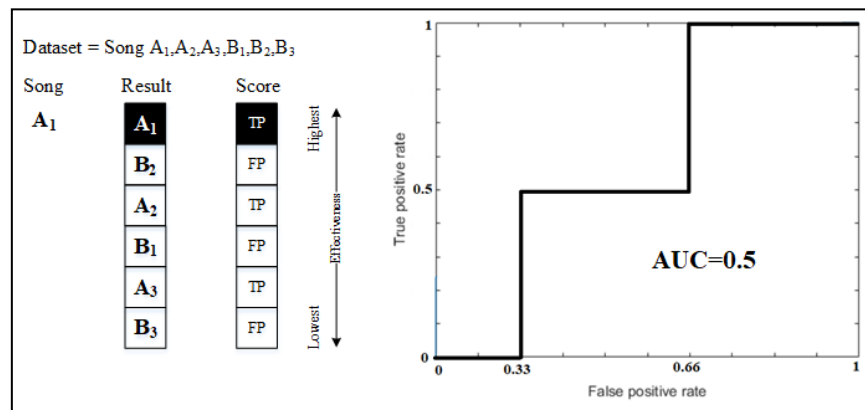 Dataset = Song A₁,A₂,A₃,B₁,B₂,B₃
Song Result Score
A₁ A₁ TP
B₂ FP
A₂ TP
B₁ FP
A₃ TP
B₃ FP
Highest
Effectiveness
Lowest
True positive rate
1
0.5
0
AUC=0.5
0 0.33 0.66 1
False positive rate